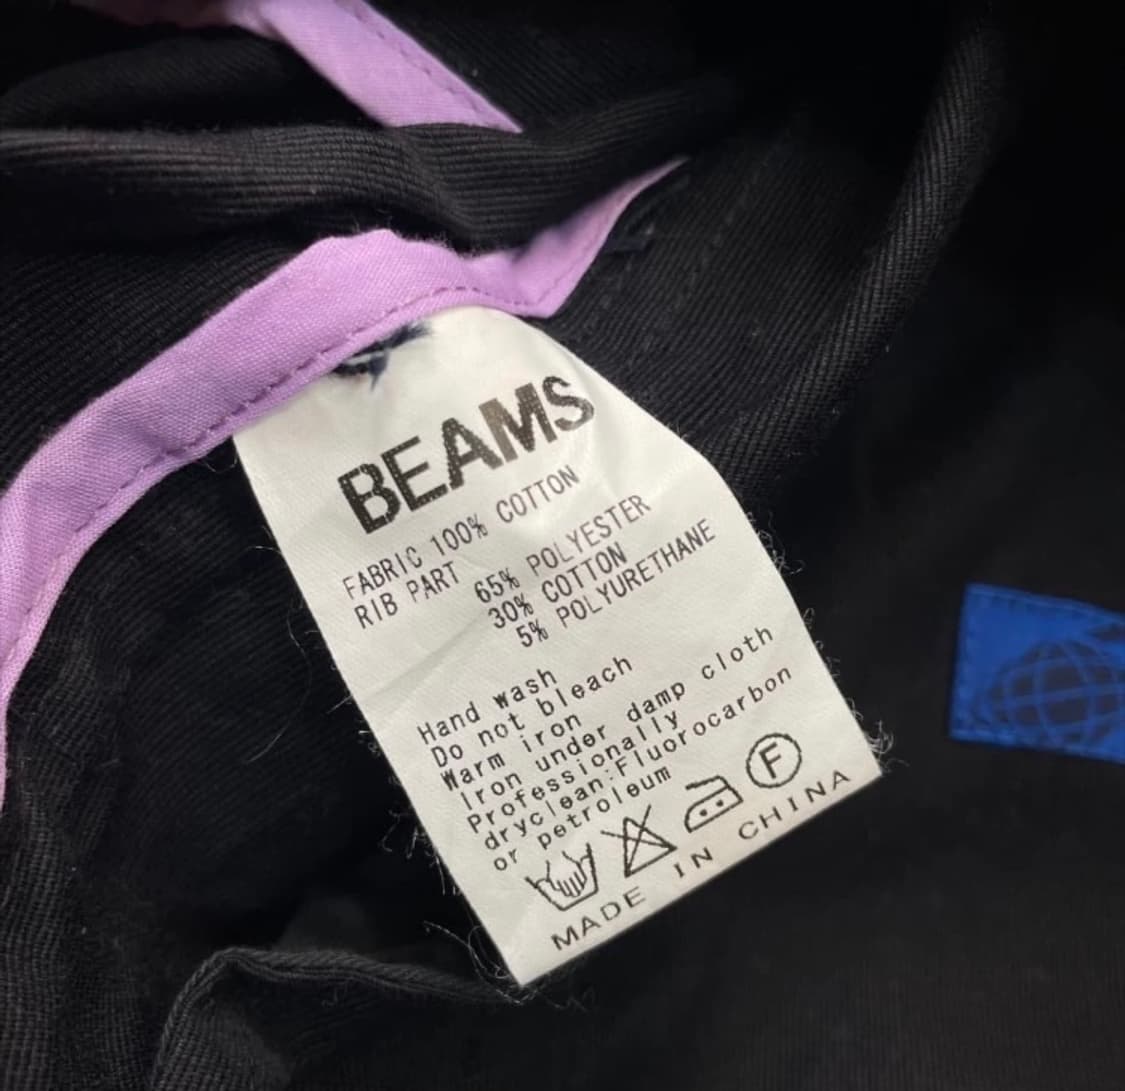 BEAMS
FABRIC 100% COTTON
RIB PART 65% POLYESTER
30% COTTON
5% POLYURETHANE
Hand wash
Do not bleach
Warm iron
Iron under damp cloth
Professionally
dryclean:Fluorocarbon
or petroleum
F
MADE IN CHINA